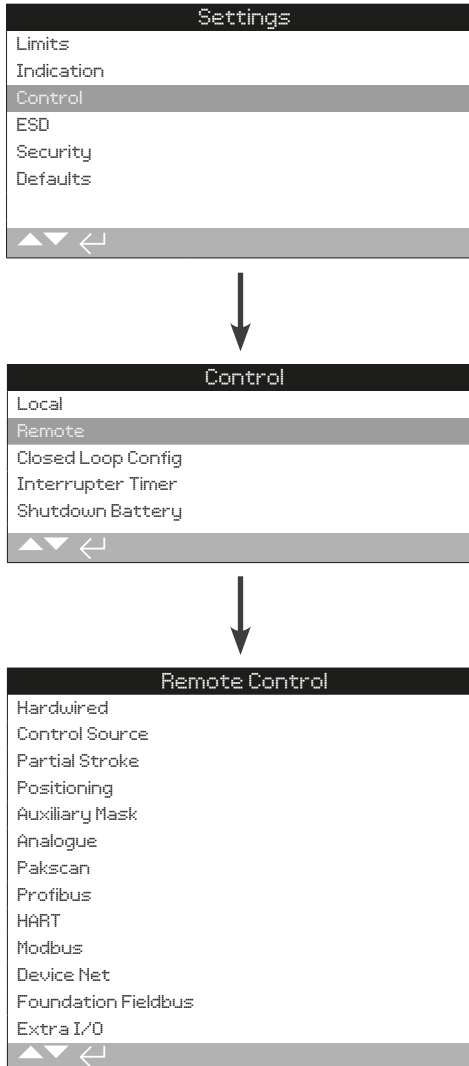 Settings
Limits
Indication
Control
ESD
Security
Defaults
Control
Local
Remote
Closed Loop Config
Interrupter Timer
Shutdown Battery
Remote Control
Hardwired
Control Source
Partial Stroke
Positioning
Auxiliary Mask
Analogue
Pakscan
Profibus
HART
Modbus
Device Net
Foundation Fieldbus
Extra I/O